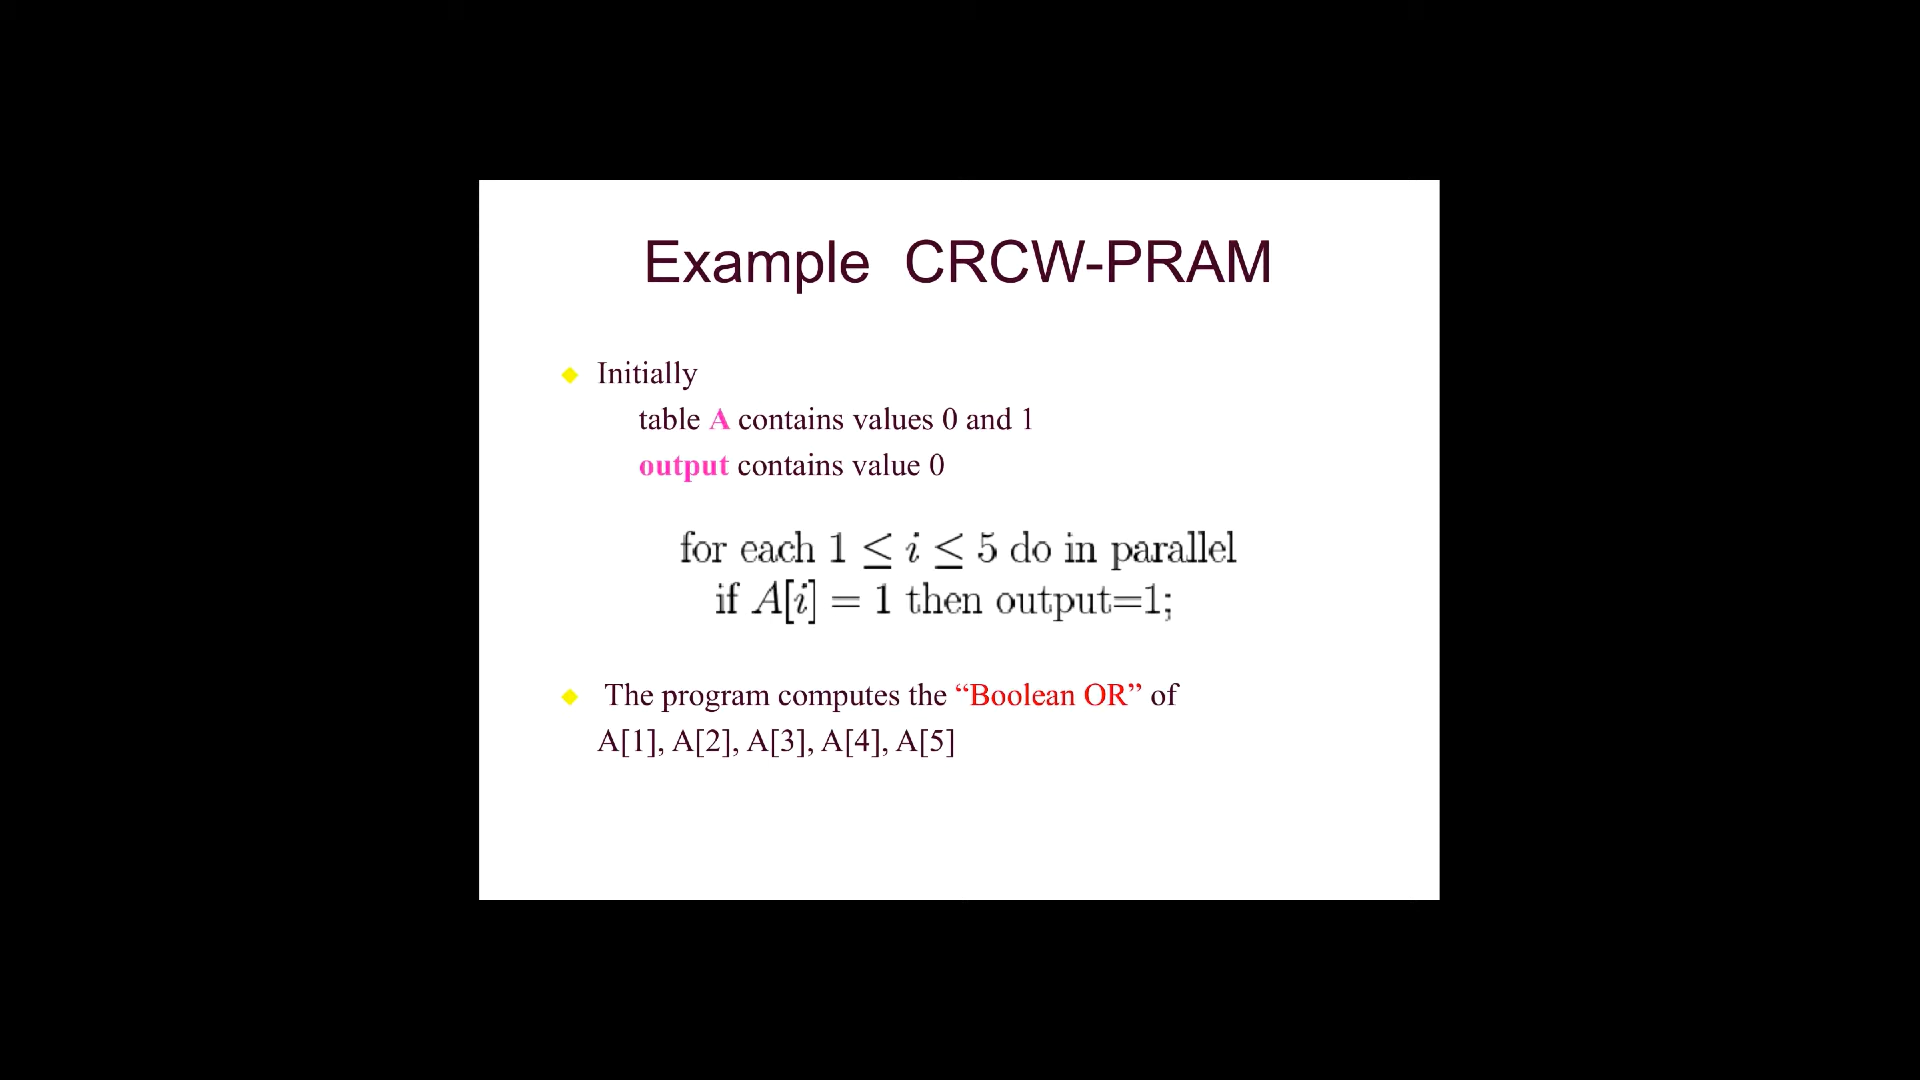 Example CRCW-PRAM
Initially
table A contains values 0 and 1
output contains value 0
for each 1 ≤ i ≤ 5 do in parallel
if A[i] = 1 then output=1;
The program computes the “Boolean OR” of
A[1], A[2], A[3], A[4], A[5]